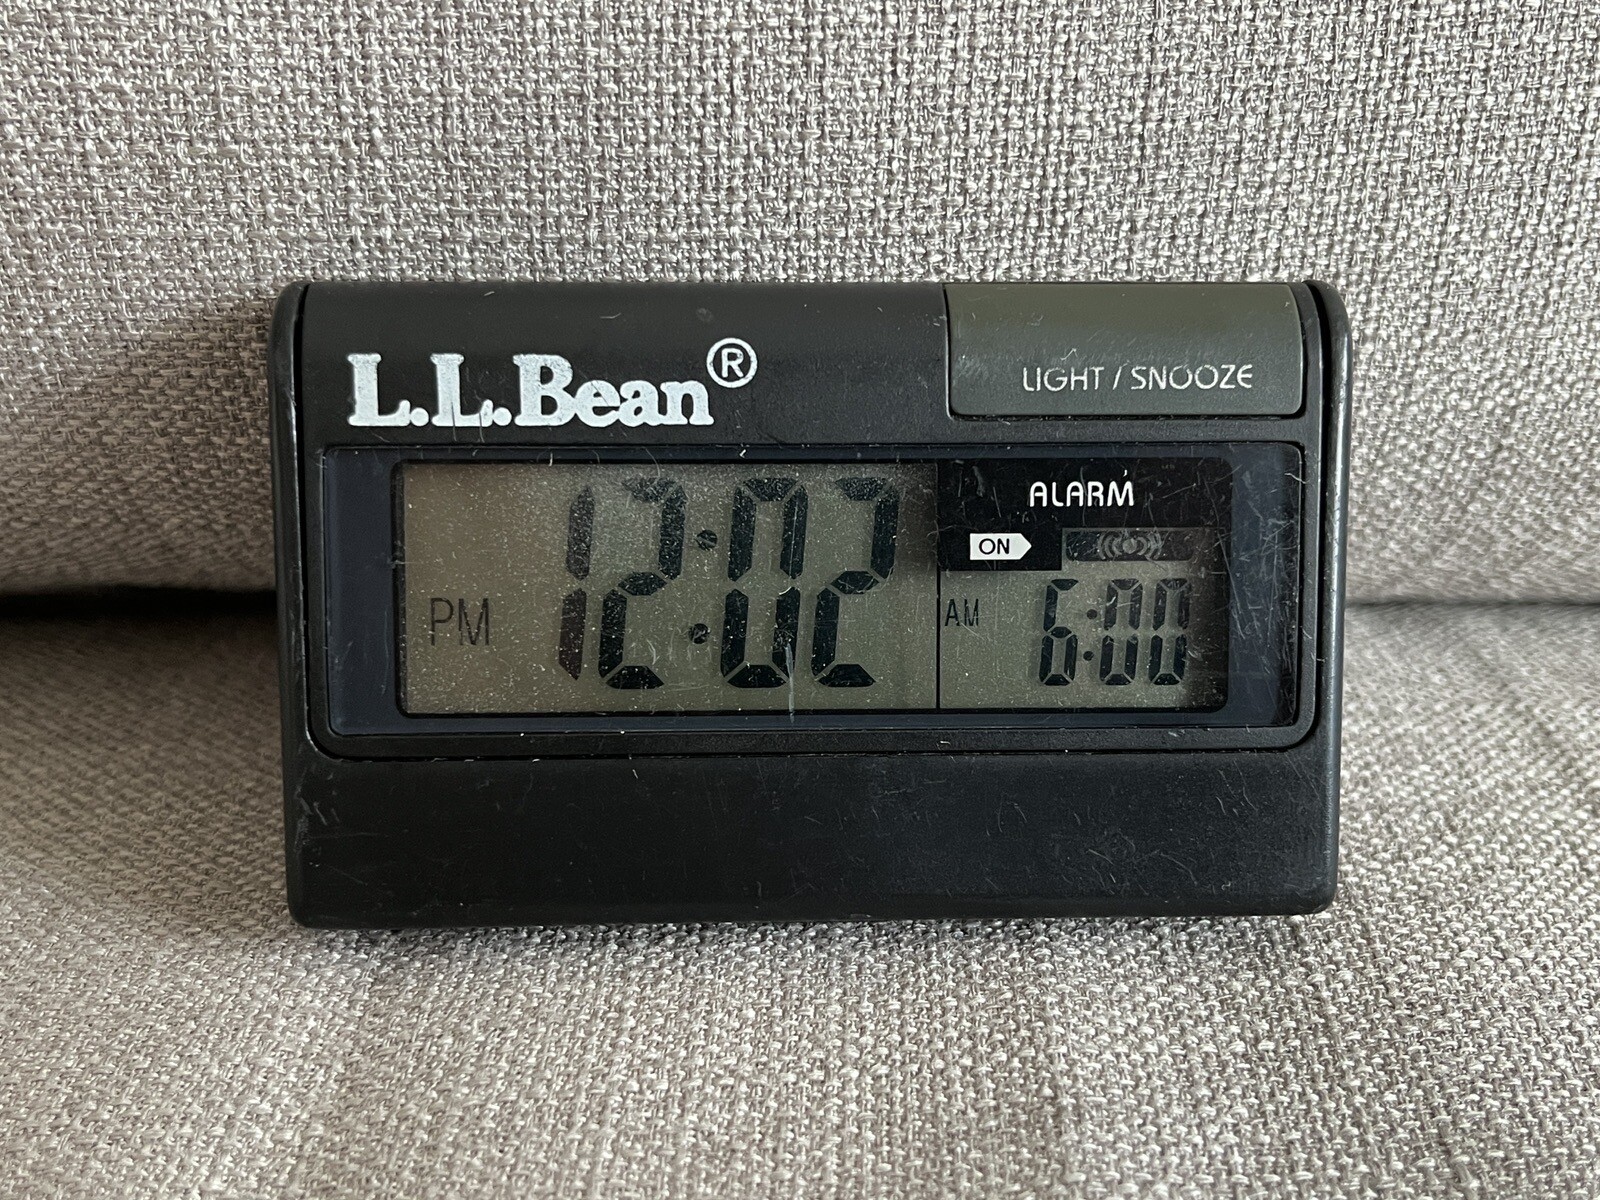 L.L.Bean®
LIGHT / SNOOZE
ALARM
ON
PM 12:02
AM 6:00